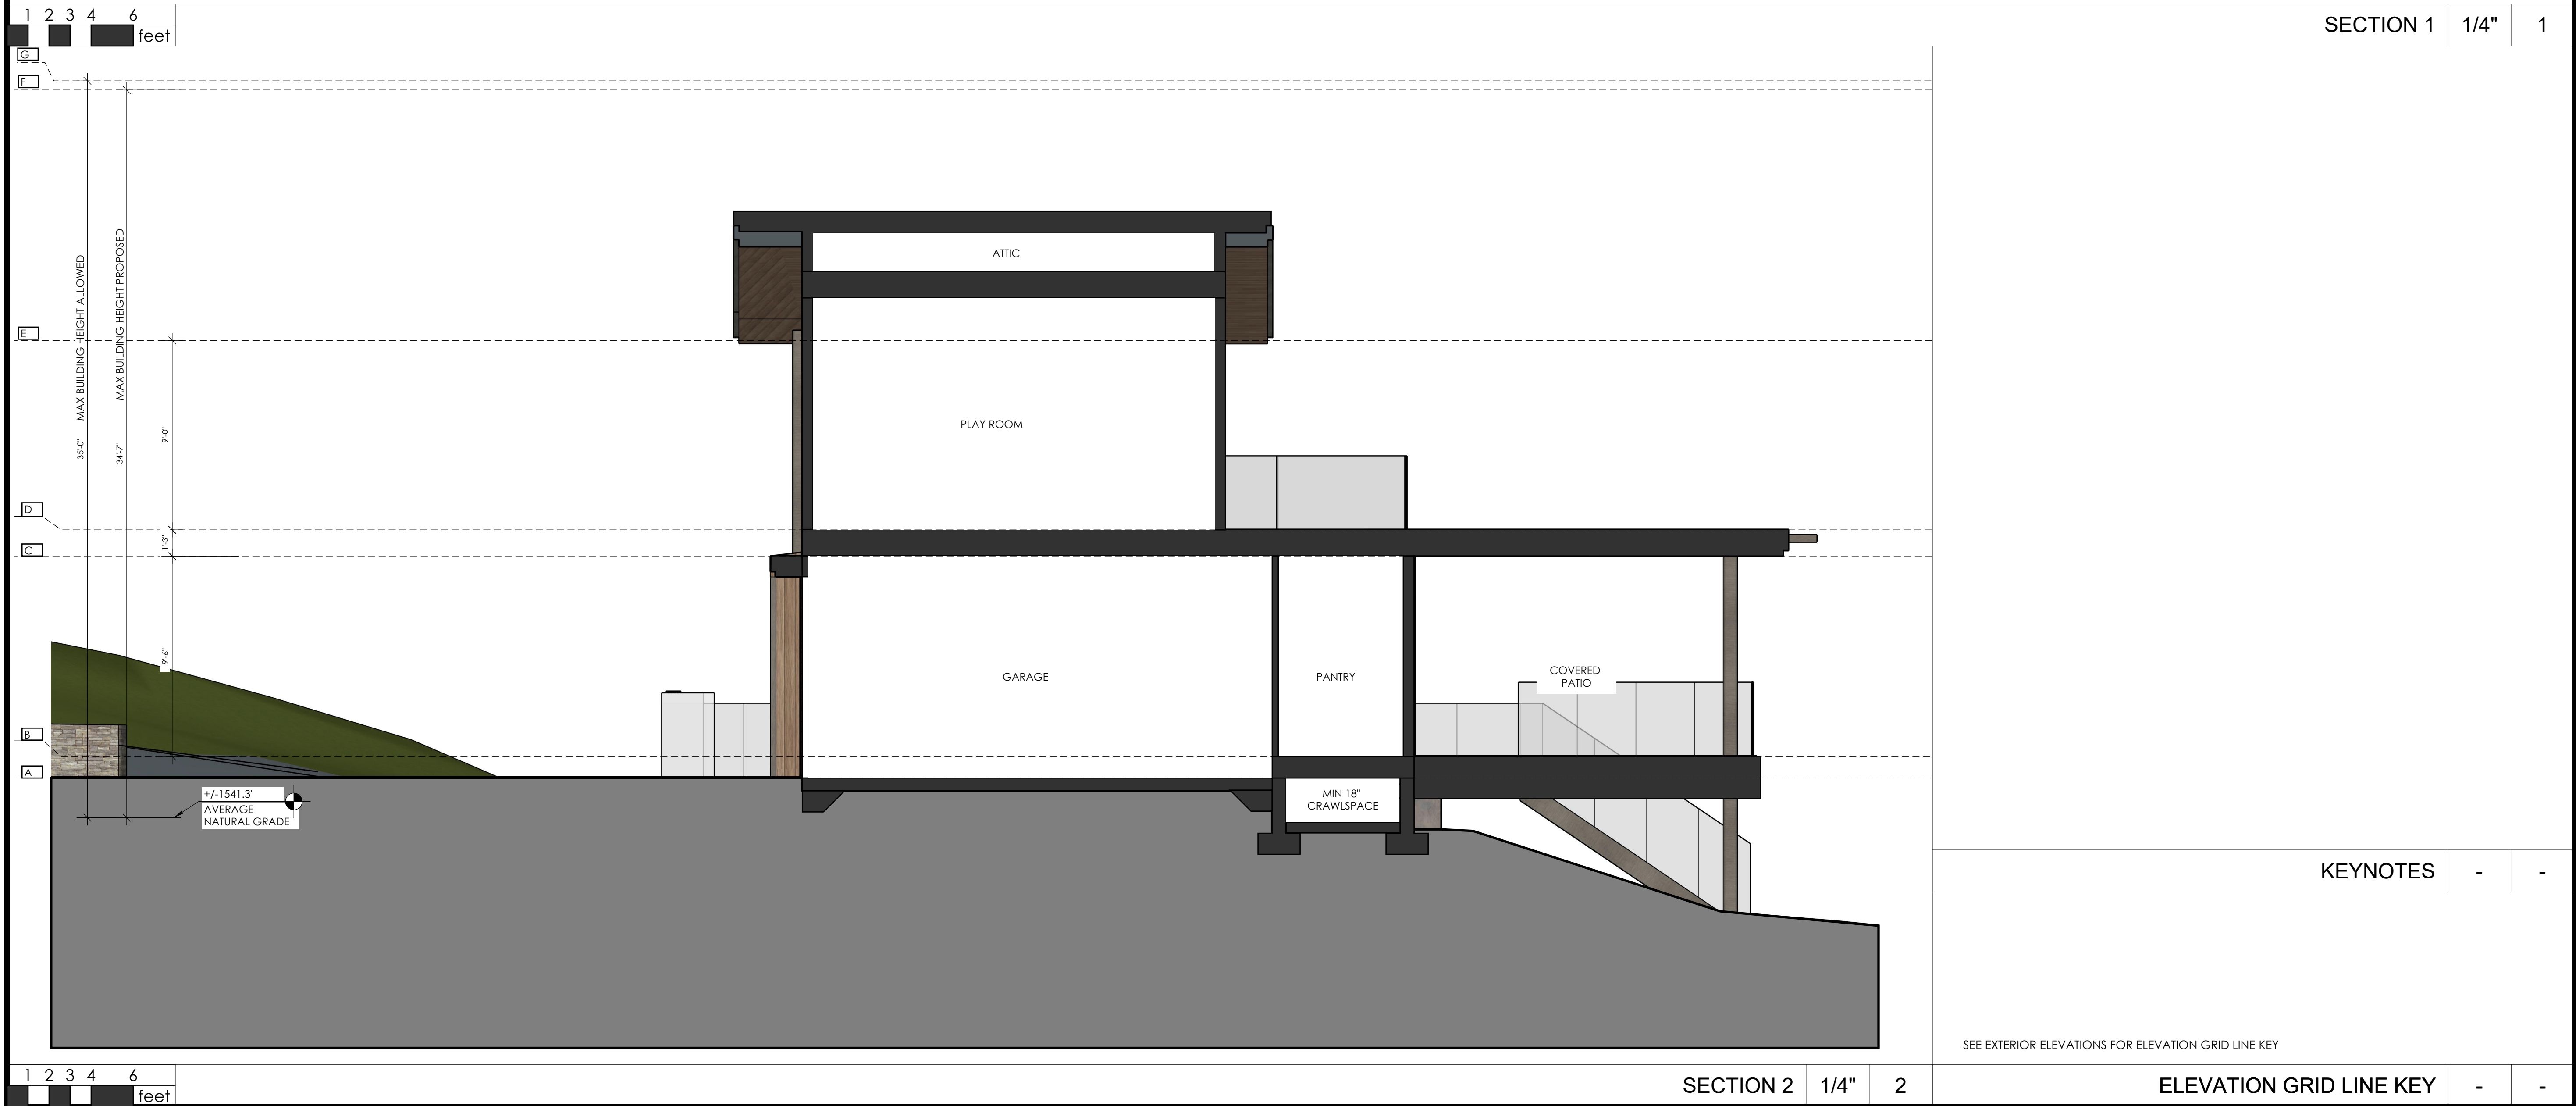 1 2 3 4 6
feet
SECTION 1 1/4" 1
G
F
MAX BUILDING HEIGHT ALLOWED
35'-0"
MAX BUILDING HEIGHT PROPOSED
34'-7"
ATTIC
E
9'-0"
PLAY ROOM
D
1'-3"
C
9'-6"
GARAGE
PANTRY
COVERED
PATIO
B
A
+/-1541.3'
AVERAGE
NATURAL GRADE
MIN 18"
CRAWLSPACE
KEYNOTES - -
SEE EXTERIOR ELEVATIONS FOR ELEVATION GRID LINE KEY
1 2 3 4 6
feet
SECTION 2 1/4" 2
ELEVATION GRID LINE KEY - -